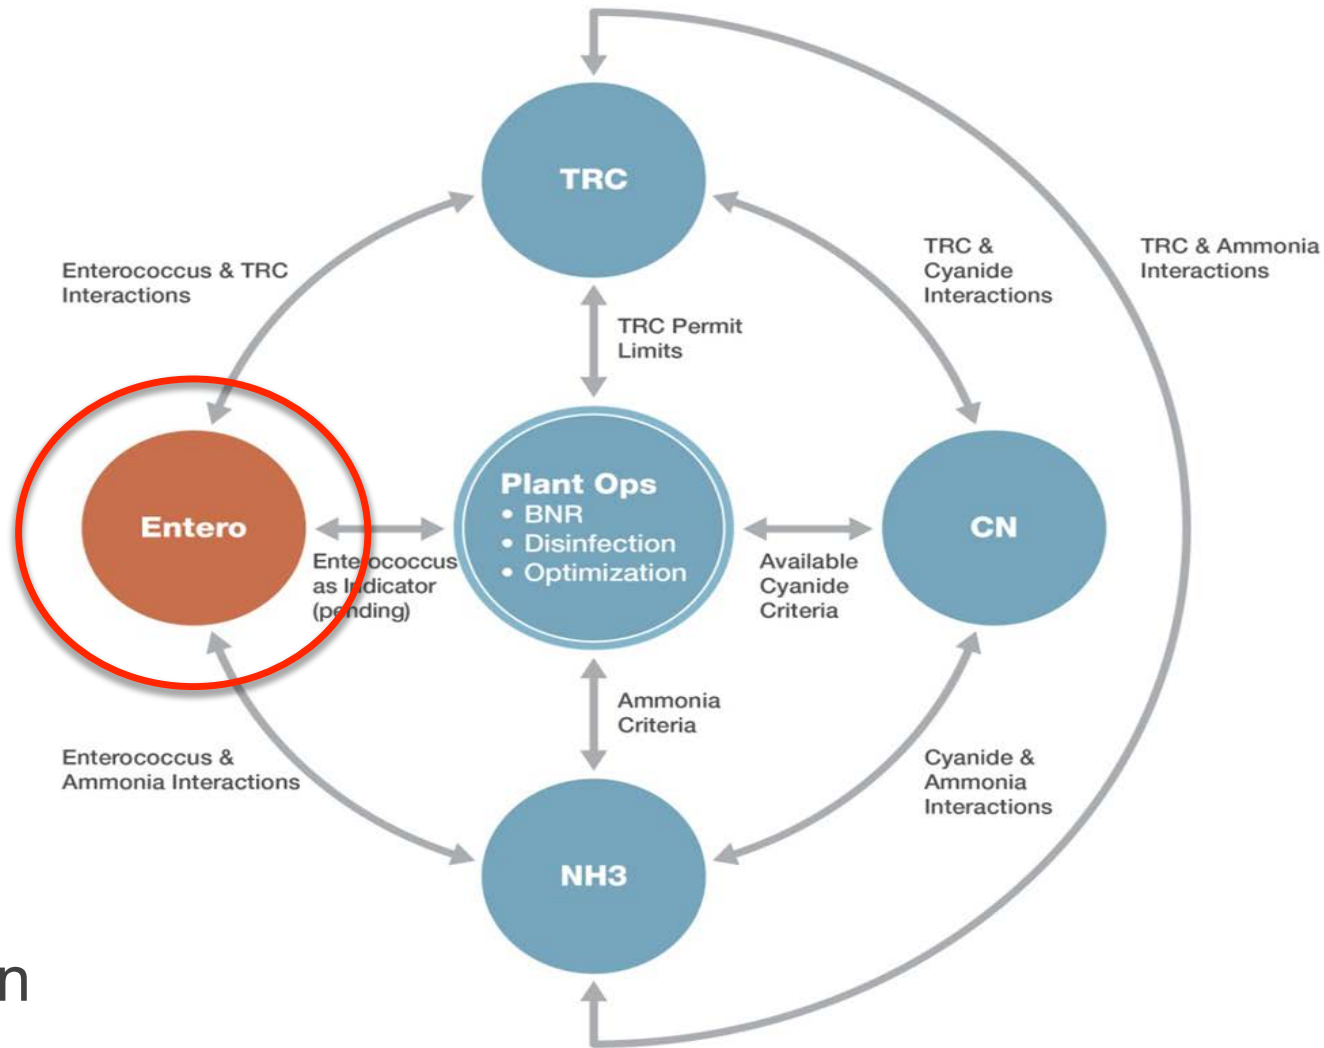 TRC
Enterococcus & TRC
Interactions
TRC &
Cyanide
Interactions
TRC & Ammonia
Interactions
TRC Permit
Limits
Entero
Enterococcus
as Indicator
(pending)
Plant Ops
• BNR
• Disinfection
• Optimization
Available
Cyanide
Criteria
CN
Ammonia
Criteria
Enterococcus &
Ammonia Interactions
Cyanide &
Ammonia
Interactions
NH3
n